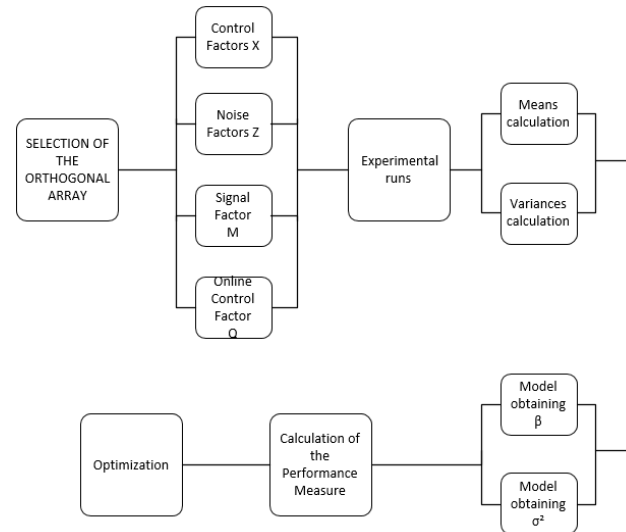 SELECTION OF
THE
ORTHOGONAL
ARRAY
Control
Factors X
Noise
Factors Z
Signal
Factor
M
Online
Control
Factor
Q
Experimental
runs
Means
calculation
Variances
calculation
Optimization
Calculation of
the
Performance
Measure
Model
obtaining
β
Model
obtaining
σ²